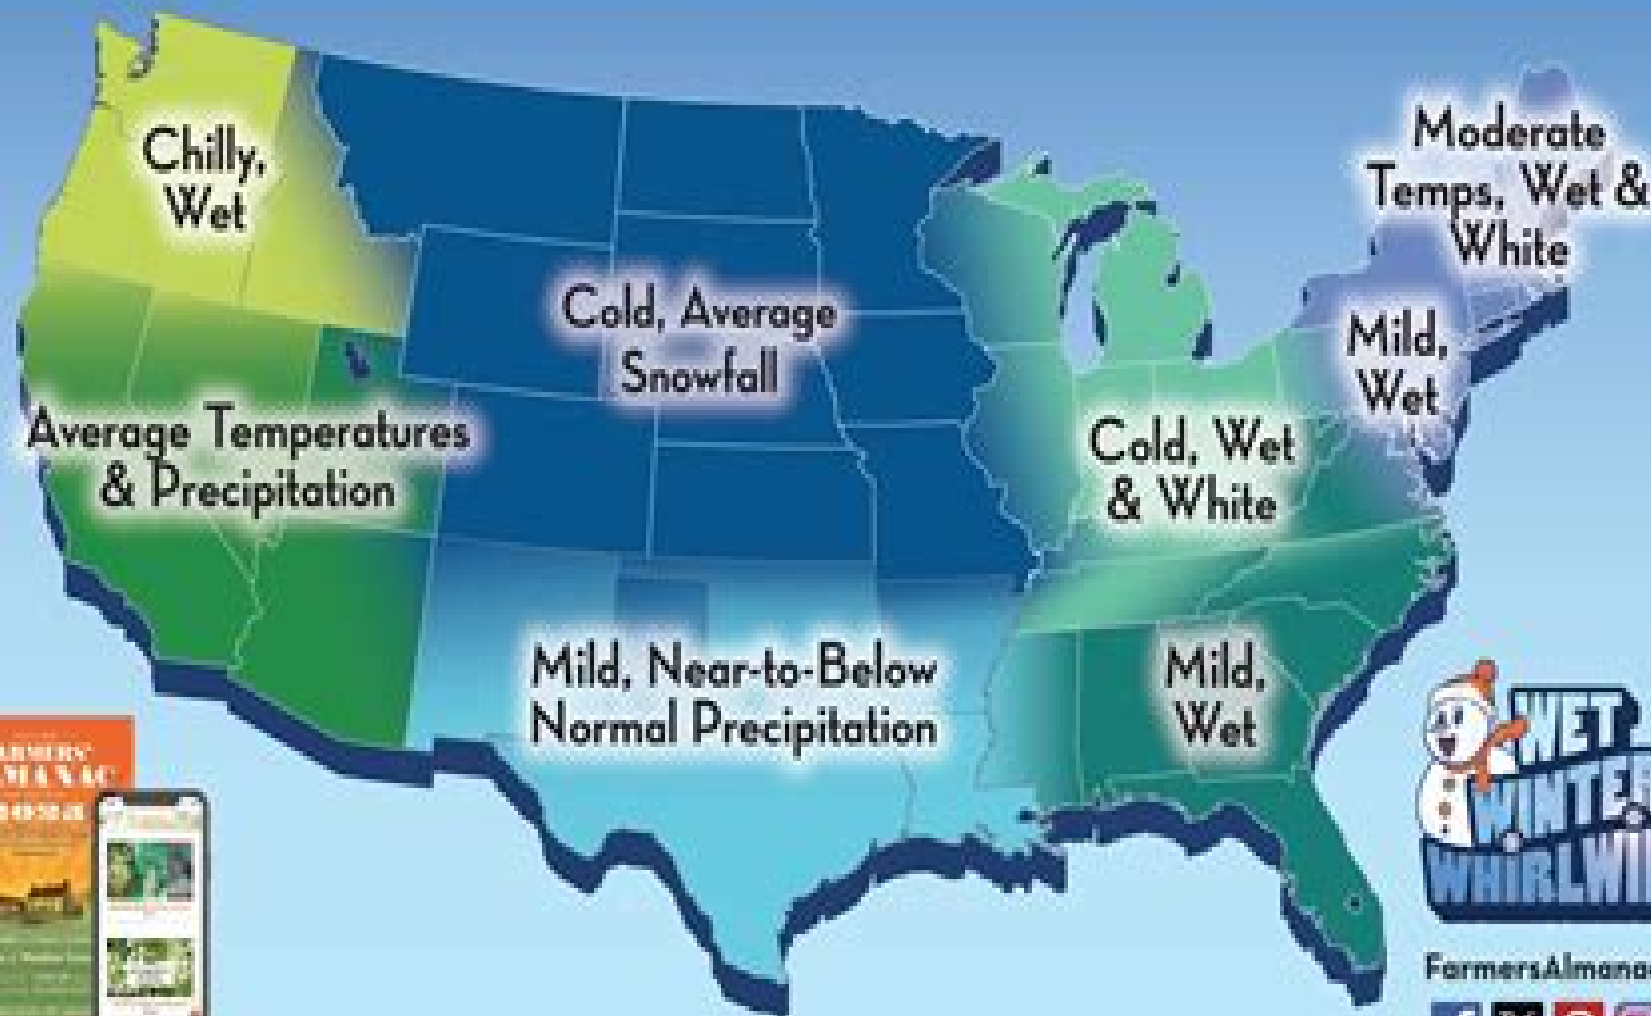 Chilly,
Wet
Moderate
Temps, Wet &
White
Cold, Average
Snowfall
Mild,
Wet
Average Temperatures
& Precipitation
Cold, Wet
& White
Mild, Near-to-Below
Normal Precipitation
Mild,
Wet
WET
WINTER
WHIRLWI
FarmersAlmana